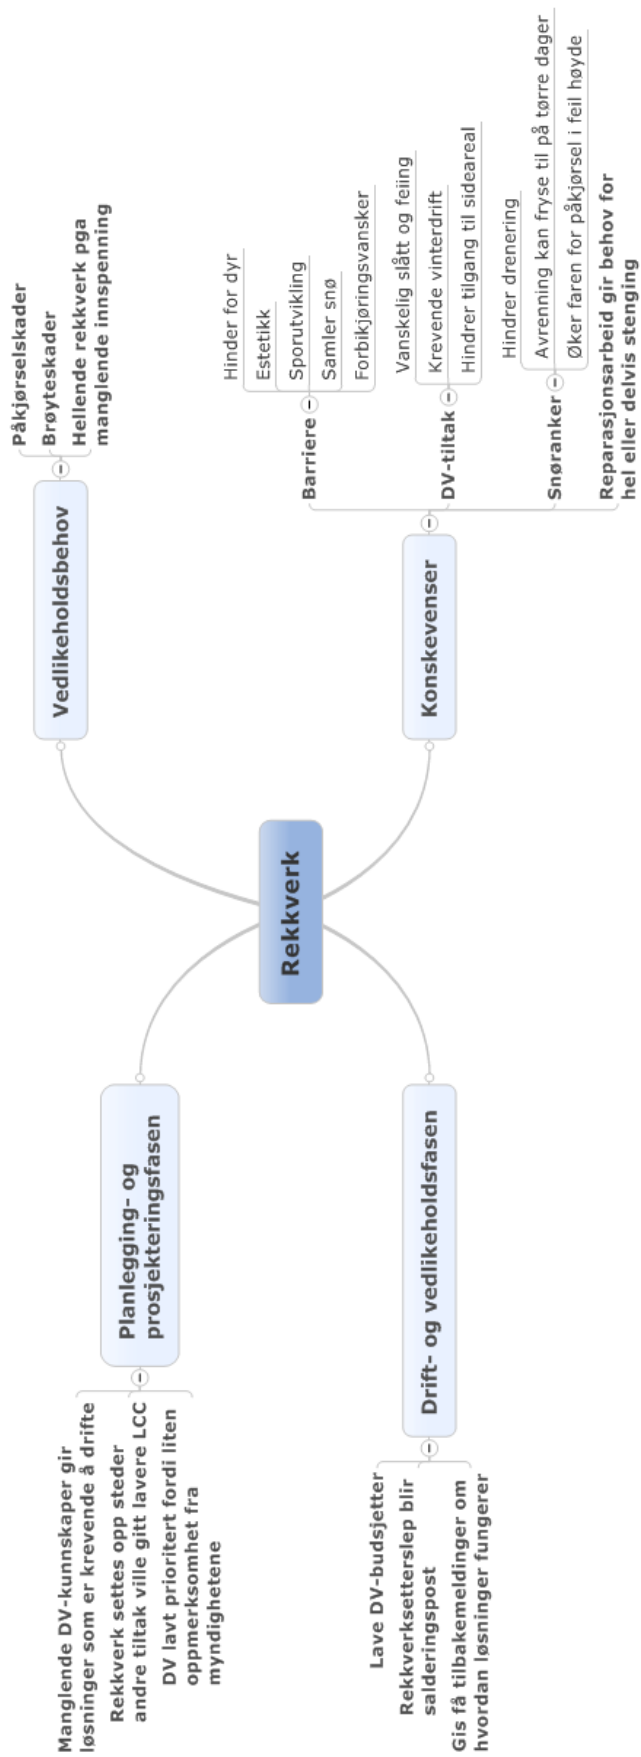 Rekkverk
Planlegging- og
prosjekteringsfasen
Manglende DV-kunnskaper gir
løsninger som er krevende å drifte
Rekkverk settes opp steder
andre tiltak ville gitt lavere LCC
DV lavt prioritert fordi liten
oppmerksomhet fra
myndighetene
Drift- og vedlikeholdsfasen
Lave DV-budsjetter
Rekkverksetterslep blir
salderingspost
Gis få tilbakemeldinger om
hvordan løsninger fungerer
Vedlikeholdsbehov
Påkjørselskader
Brøyteskader
Hellende rekkverk pga
manglende innspenning
Konskevenser
Barriere
Hinder for dyr
Estetikk
Sporutvikling
Samler snø
Forbikjøringsvansker
DV-tiltak
Vanskelig slått og feiing
Krevende vinterdrift
Hindrer tilgang til sideareal
Snøranker
Hindrer drenering
Avrenning kan fryse til på tørre dager
Øker faren for påkjørsel i feil høyde
Reparasjonsarbeid gir behov for
hel eller delvis stenging